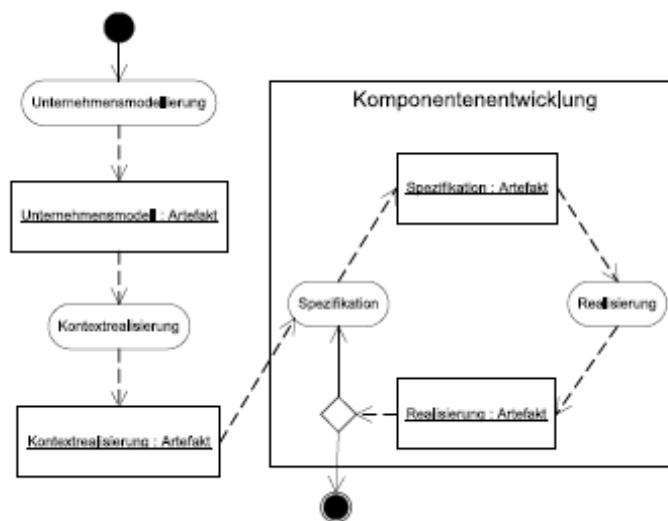 Unternehmensmodellierung
Unternehmensmodell : Artefakt
Kontextrealisierung
Kontextrealisierung : Artefakt
Komponentenentwicklung
Spezifikation : Artefakt
Spezifikation
Realisierung
Realisierung : Artefakt